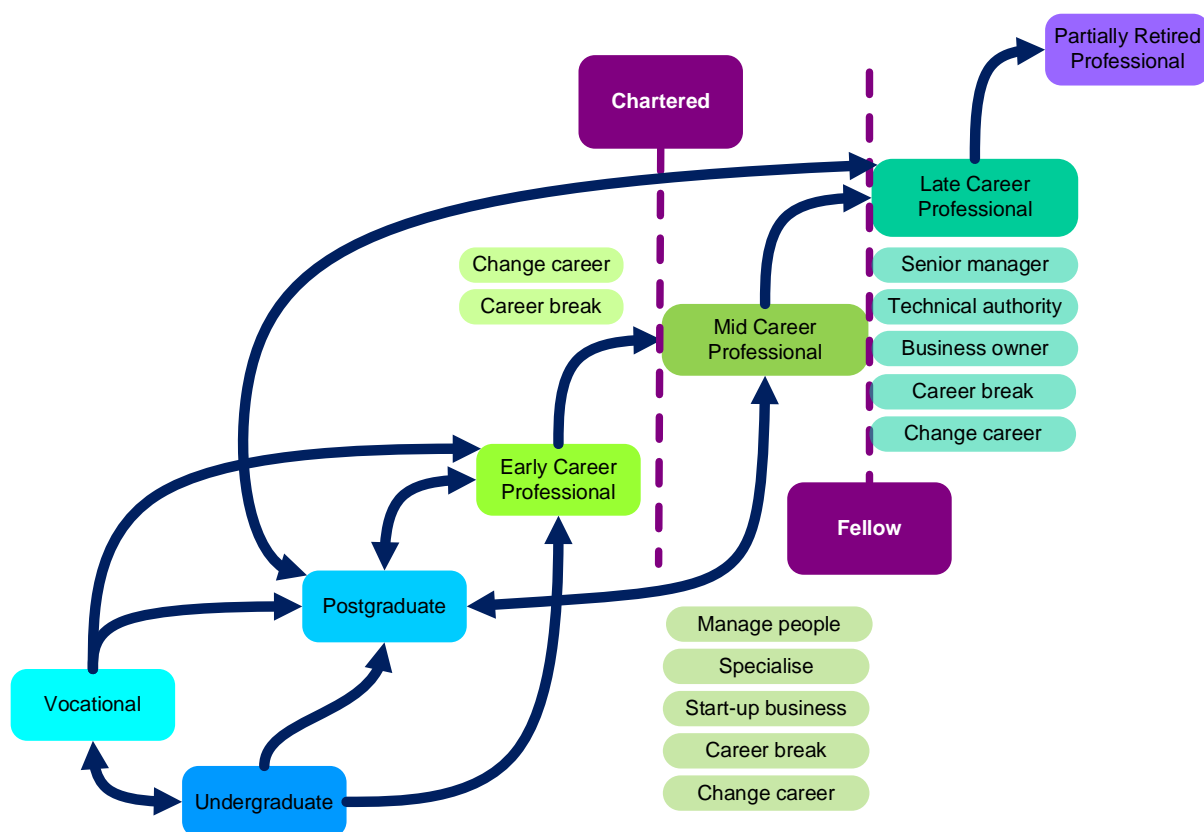 Partially Retired
Professional
Chartered
Late Career
Professional
Change career
Career break
Senior manager
Technical authority
Business owner
Career break
Change career
Mid Career
Professional
Early Career
Professional
Fellow
Postgraduate
Manage people
Specialise
Start-up business
Career break
Change career
Vocational
Undergraduate